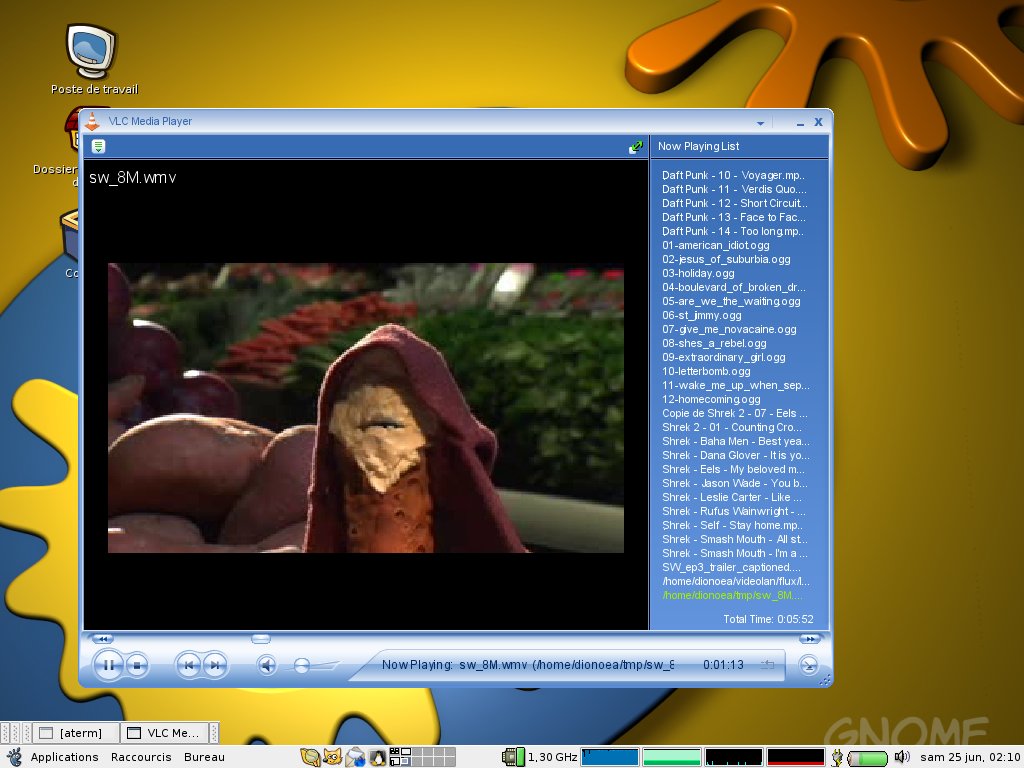 Poste de travail
Dossier
d
Co
VLC Media Player
Now Playing List
sw_8M.wmv
Daft Punk - 10 - Voyager.mp..
Daft Punk - 11 - Verdis Quo....
Daft Punk - 12 - Short Circuit...
Daft Punk - 13 - Face to Fac...
Daft Punk - 14 - Too long.mp..
01-american_idiot.ogg
02-jesus_of_suburbia.ogg
03-holiday.ogg
04-boulevard_of_broken_dr...
05-are_we_the_waiting.ogg
06-st_jimmy.ogg
07-give_me_novacaine.ogg
08-shes_a_rebel.ogg
09-extraordinary_girl.ogg
10-letterbomb.ogg
11-wake_me_up_when_sep...
12-homecoming.ogg
Copie de Shrek 2 - 07 - Eels ...
Shrek 2 - 01 - Counting Cro...
Shrek - Baha Men - Best yea...
Shrek - Dana Glover - It is yo...
Shrek - Eels - My beloved m...
Shrek - Jason Wade - You b...
Shrek - Leslie Carter - Like ...
Shrek - Rufus Wainwright - ...
Shrek - Self - Stay home.mp..
Shrek - Smash Mouth - All st...
Shrek - Smash Mouth - I'm a ...
SW_ep3_trailer_captioned....
/home/dionoea/videolan/flux/l...
/home/dionoea/tmp/sw_8M....
Total Time: 0:05:52
Now Playing: sw_8M.wmv (/home/dionoea/tmp/sw_8
0:01:13
GNOME
[aterm]
VLC Me...
Applications Raccourcis Bureau
1,30 GHz
sam 25 jun, 02:10